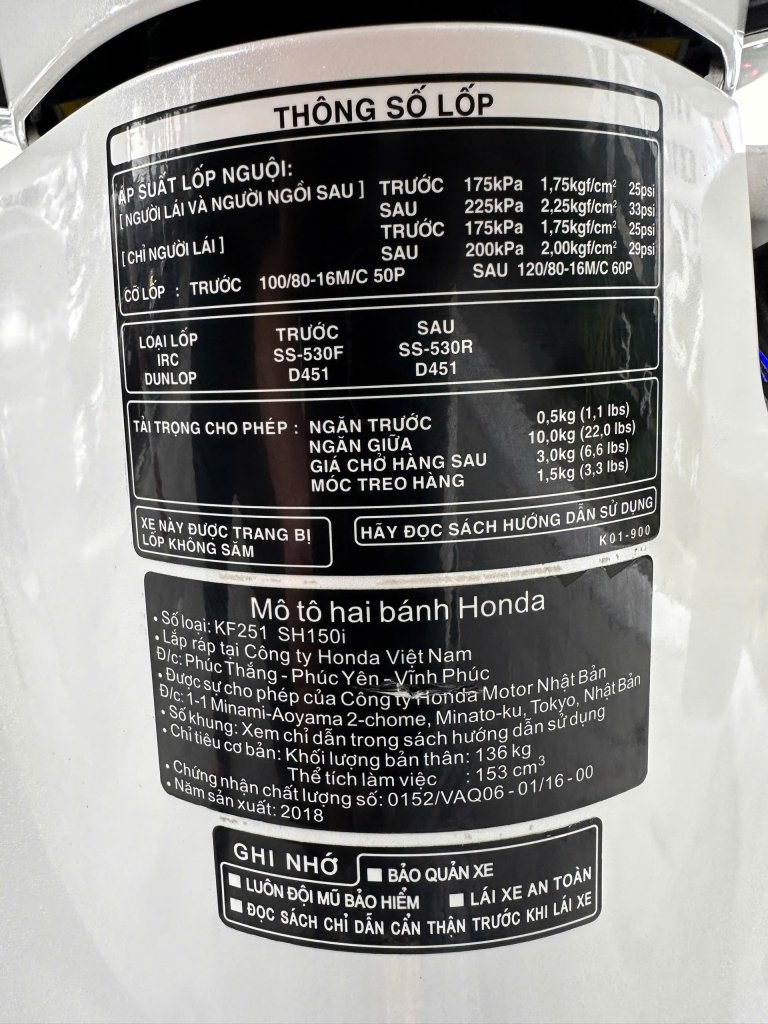 THÔNG SỐ LỐP
ÁP SUẤT LỐP NGUỘI:
[ NGƯỜI LÁI VÀ NGƯỜI NGỒI SAU ] TRƯỚC 175kPa 1,75kgf/cm² 25psi
SAU 225kPa 2,25kgf/cm² 33psi
[ CHỈ NGƯỜI LÁI ] TRƯỚC 175kPa 1,75kgf/cm² 25psi
SAU 200kPa 2,00kgf/cm² 29psi
CỠ LỐP : TRƯỚC 100/80-16M/C 50P SAU 120/80-16M/C 60P
LOẠI LỐP TRƯỚC SAU
IRC SS-530F SS-530R
DUNLOP D451 D451
TẢI TRỌNG CHO PHÉP : NGĂN TRƯỚC 0,5kg (1,1 lbs)
NGĂN GIỮA 10,0kg (22,0 lbs)
GIÁ CHỞ HÀNG SAU 3,0kg (6,6 lbs)
MÓC TREO HÀNG 1,5kg (3,3 lbs)
XE NÀY ĐƯỢC TRANG BỊ
LỐP KHÔNG SĂM
HÃY ĐỌC SÁCH HƯỚNG DẪN SỬ DỤNG
K01-900
Mô tô hai bánh Honda
• Số loại: KF251 SH150i
• Lắp ráp tại Công ty Honda Việt Nam
Đ/c: Phúc Thắng - Phúc Yên - Vĩnh Phúc
• Được sự cho phép của Công ty Honda Motor Nhật Bản
Đ/c: 1-1 Minami-Aoyama 2-chome, Minato-ku, Tokyo, Nhật Bản
• Số khung: Xem chỉ dẫn trong sách hướng dẫn sử dụng
• Chỉ tiêu cơ bản: Khối lượng bản thân: 136 kg
Thể tích làm việc : 153 cm³
• Chứng nhận chất lượng số: 0152/VAQ06 - 01/16 - 00
• Năm sản xuất: 2018
GHI NHỚ
■ BẢO QUẢN XE
■ LUÔN ĐỘI MŨ BẢO HIỂM ■ LÁI XE AN TOÀN
■ ĐỌC SÁCH CHỈ DẪN CẨN THẬN TRƯỚC KHI LÁI XE